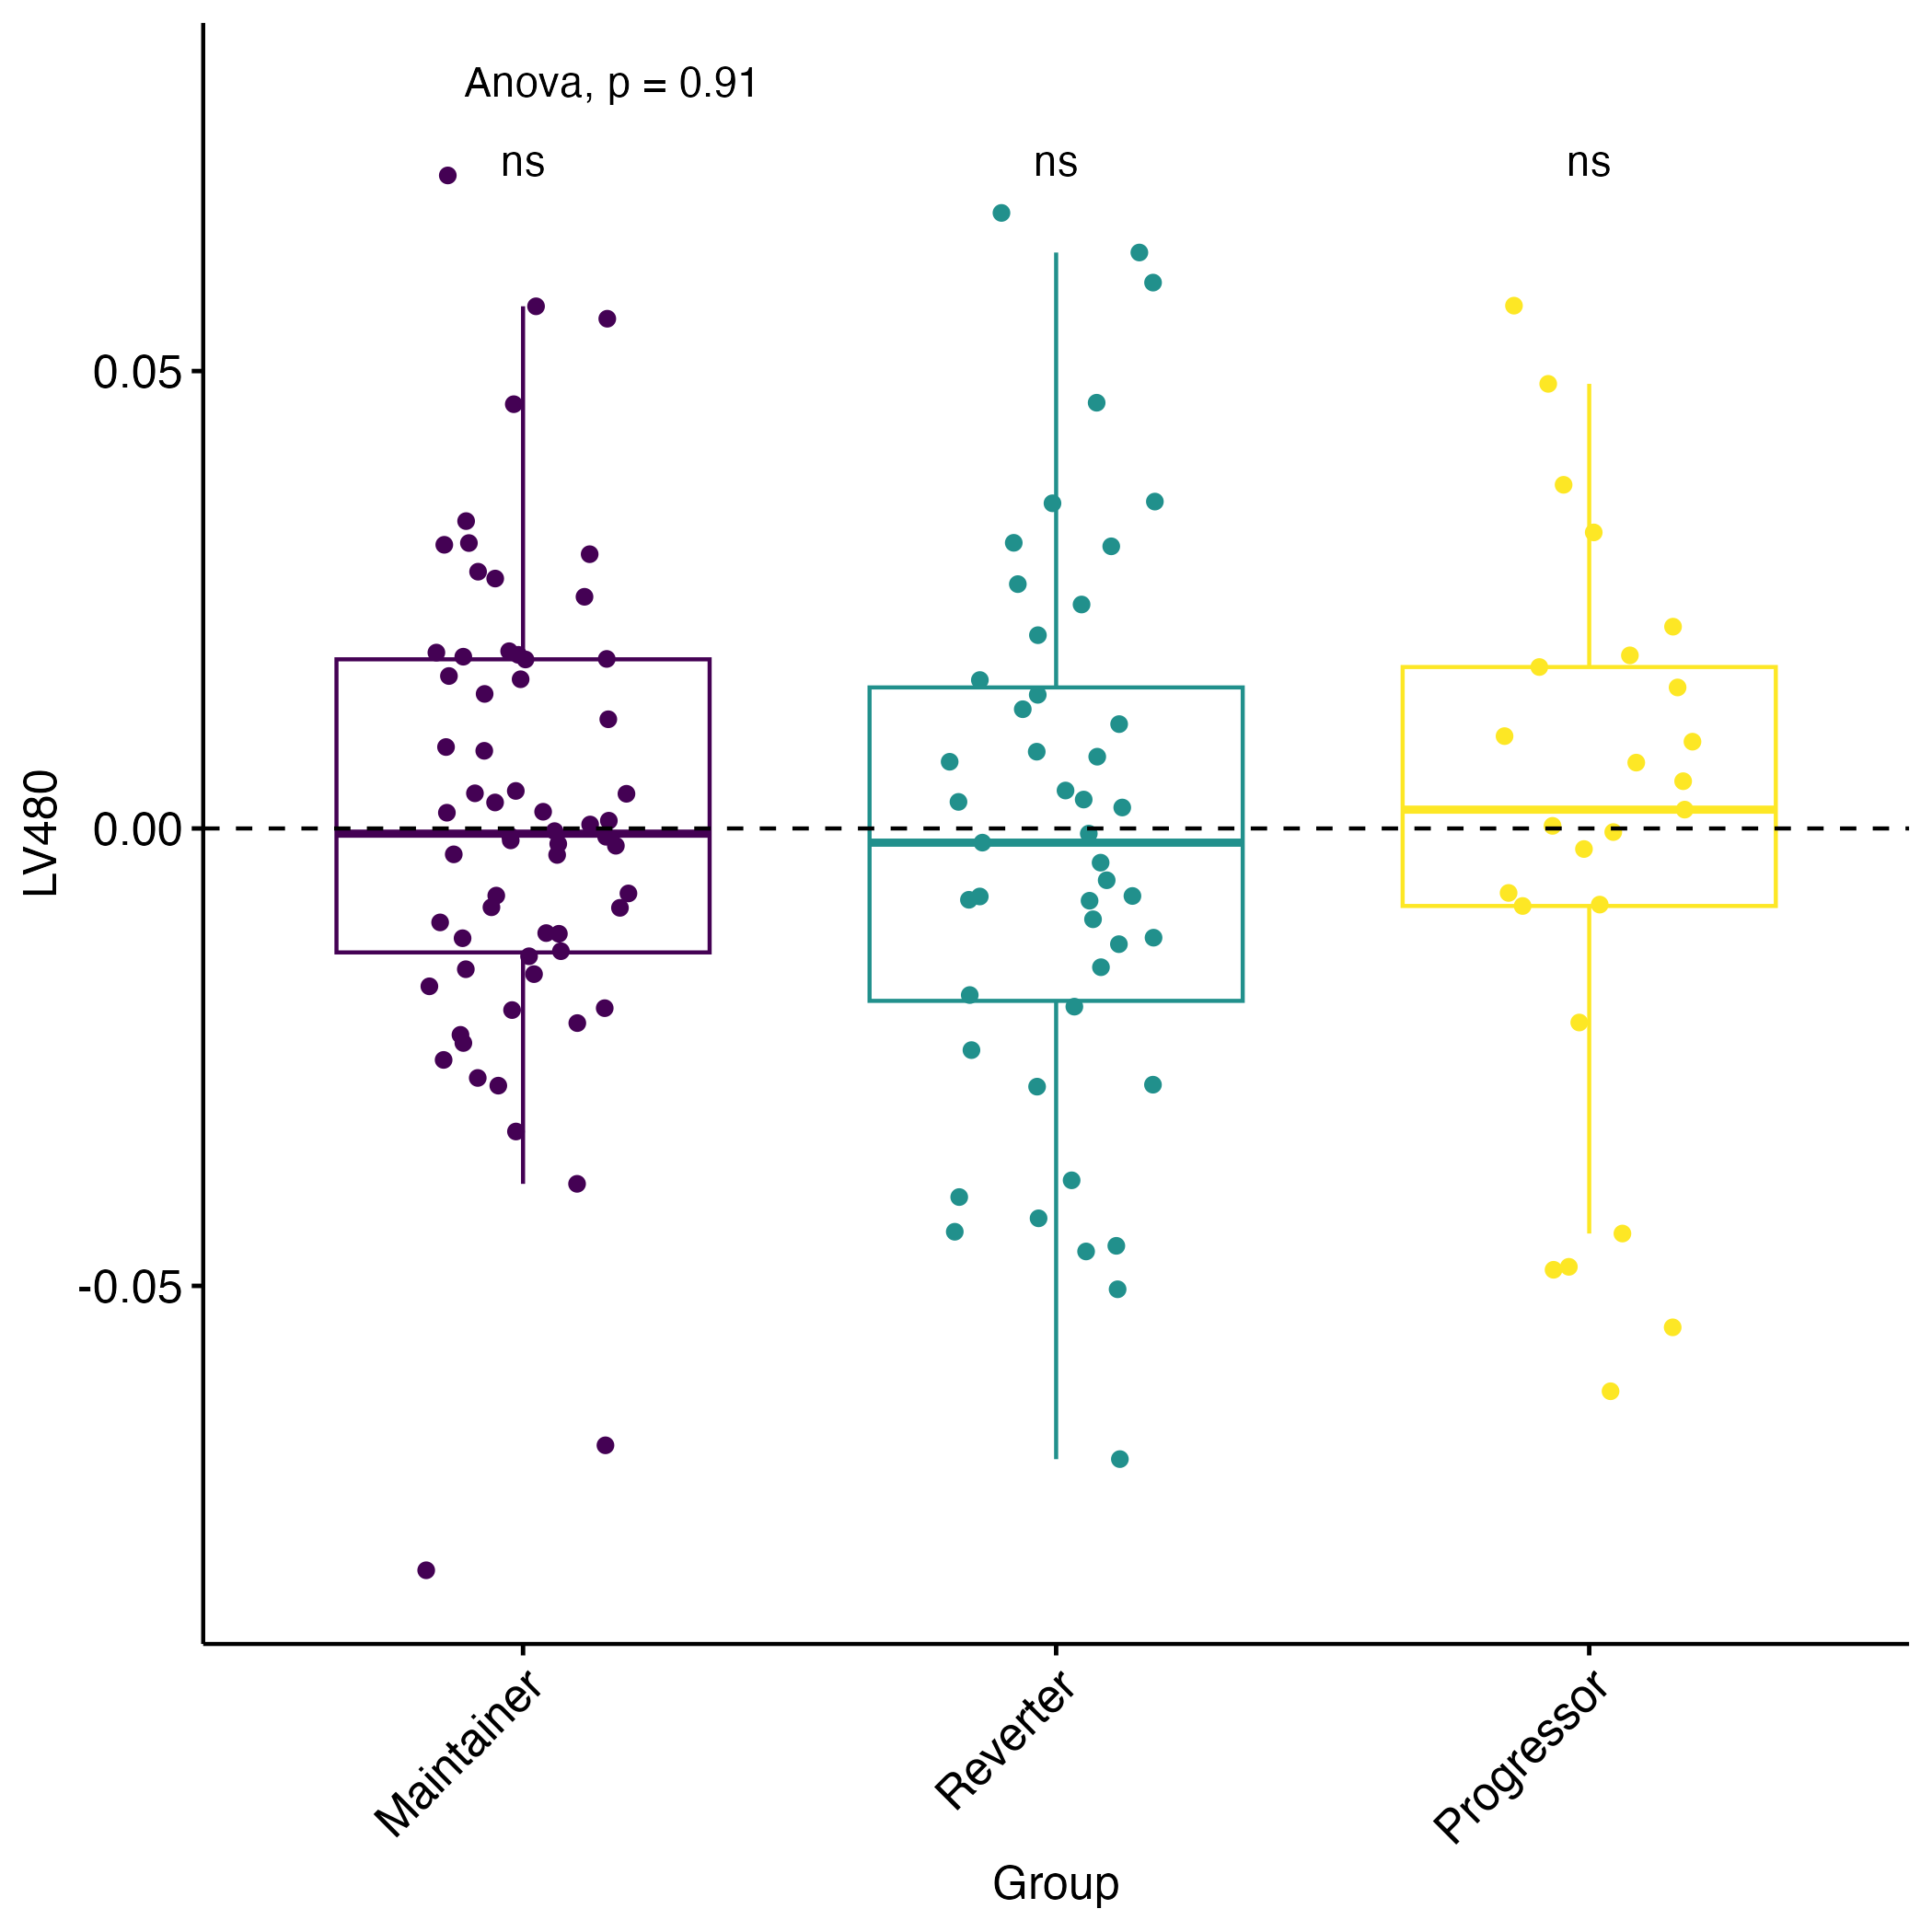 Anova, p = 0.91
ns ns ns
0.05
0.00
-0.05
LV480
Maintainer Reverter Progressor
Group